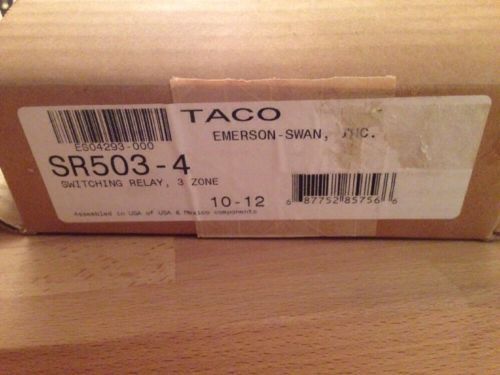 TACO
EMERSON-SWAN, INC.
ES04293-000
SR503-4
SWITCHING RELAY, 3 ZONE
10-12
6 87752 85756 6
Assembled in USA of USA & Mexico components